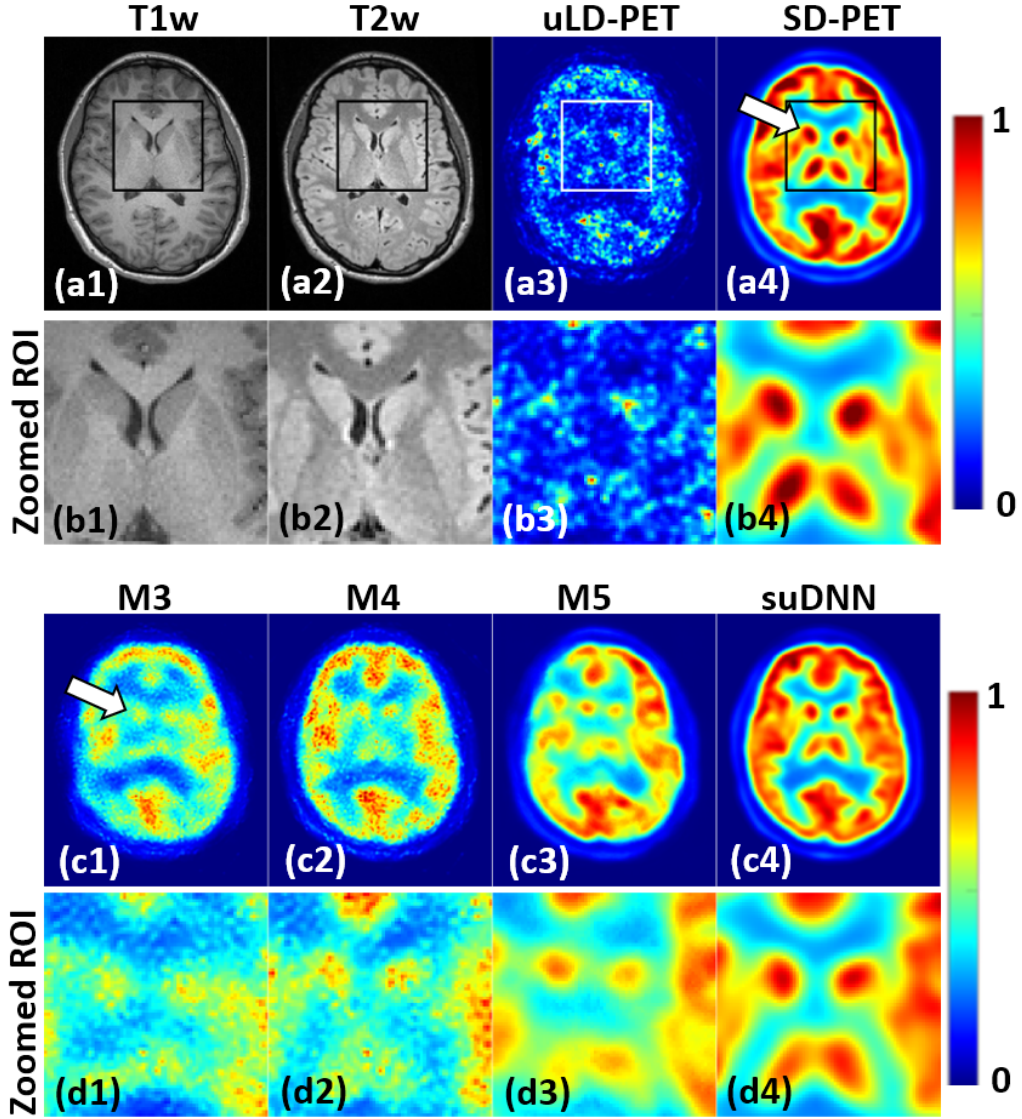 T1w T2w uLD-PET SD-PET
1
(a1) (a2) (a3) (a4)
Zoomed ROI
0
(b1) (b2) (b3) (b4)
M3 M4 M5 suDNN
1
(c1) (c2) (c3) (c4)
Zoomed ROI
0
(d1) (d2) (d3) (d4)